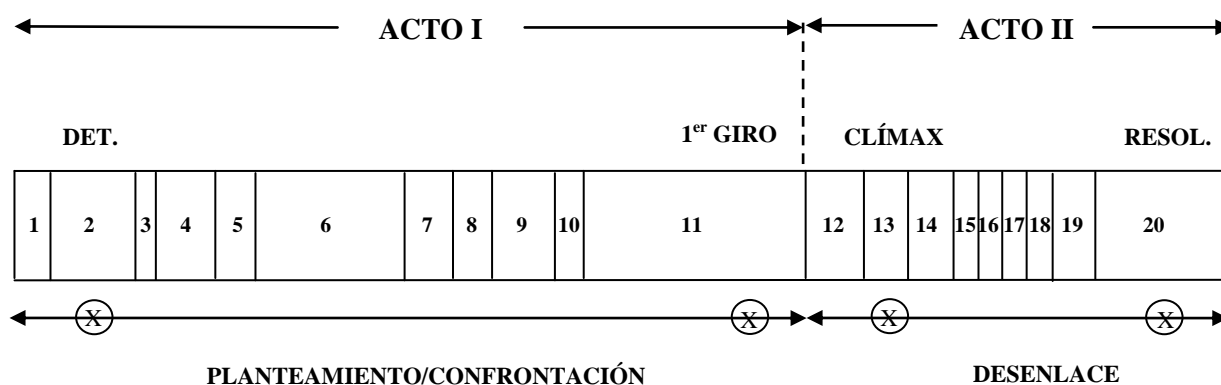 ACTO I ACTO II
DET. 1er GIRO CLÍMAX RESOL.
1 2 3 4 5 6 7 8 9 10 11 12 13 14 15 16 17 18 19 20
X X X X
PLANTEAMIENTO/CONFRONTACIÓN DESENLACE